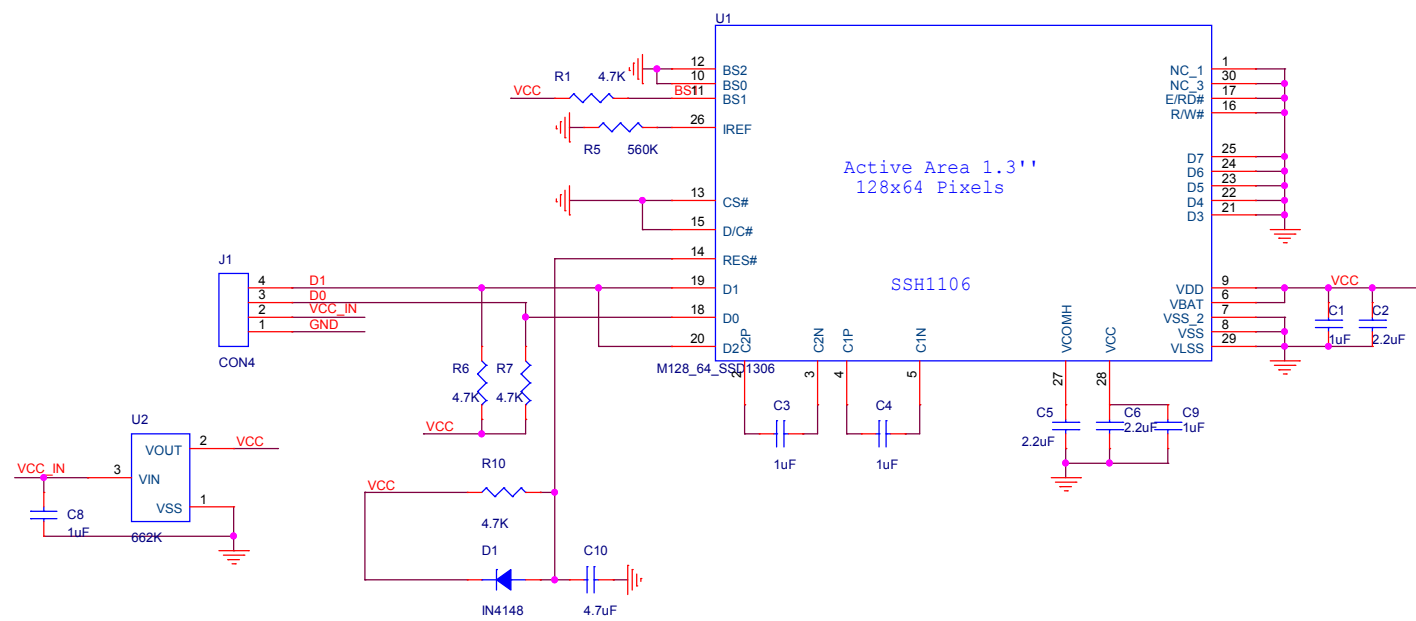 U1
R1 4.7K
VCC
BS1
R5 560K
12 BS2
10 BS0
11 BS1
26 IREF
13 CS#
15 D/C#
14 RES#
19 D1
18 D0
20 D2
NC_1 1
NC_3 30
E/RD# 17
R/W# 16
D7 25
D6 24
D5 23
D4 22
D3 21
VDD 9
VBAT 6
VSS_2 7
VSS 8
VLSS 29
VCC
C1
1uF
C2
2.2uF
Active Area 1.3''
128x64 Pixels
SSH1106
J1
4 D1
3 D0
2 VCC_IN
1 GND
CON4
M128_64_SSD1306
C2P
2
C2N
3
C1P
4
C1N
5
VCOMH
27
VCC
28
C3
1uF
C4
1uF
C5
2.2uF
C6
2.2uF
C9
1uF
R6
4.7K
R7
4.7K
VCC
U2
VOUT 2 VCC
VCC_IN 3 VIN
VSS 1
C8
1uF
662K
R10
VCC
4.7K
D1
IN4148
C10
4.7uF